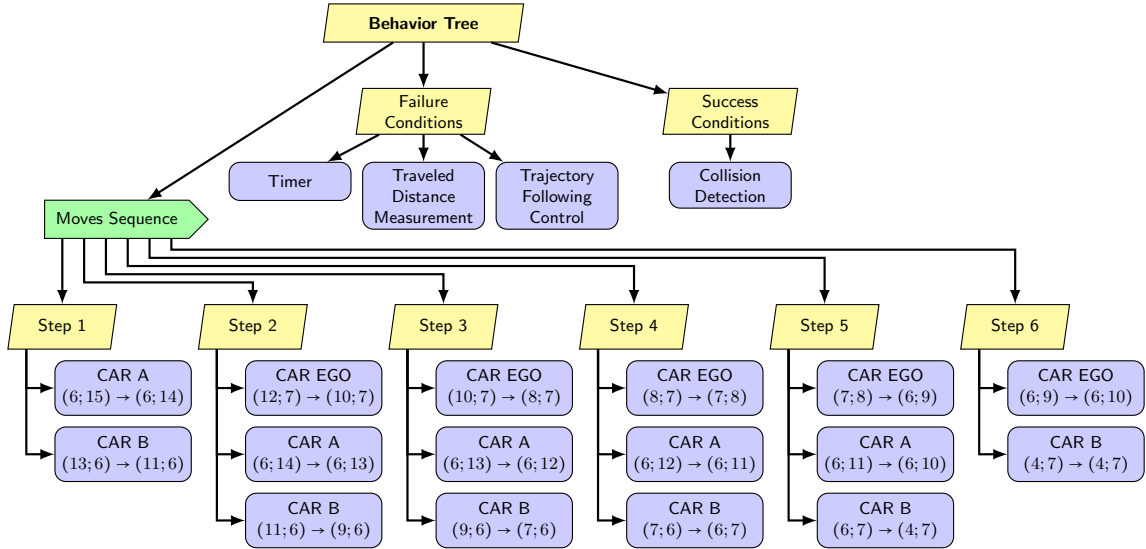 Behavior Tree
Failure
Conditions
Success
Conditions
Timer
Traveled
Distance
Measurement
Trajectory
Following
Control
Collision
Detection
Moves Sequence
Step 1
CAR A
(6; 15) → (6; 14)
CAR B
(13; 6) → (11; 6)
Step 2
CAR EGO
(12; 7) → (10; 7)
CAR A
(6; 14) → (6; 13)
CAR B
(11; 6) → (9; 6)
Step 3
CAR EGO
(10; 7) → (8; 7)
CAR A
(6; 13) → (6; 12)
CAR B
(9; 6) → (7; 6)
Step 4
CAR EGO
(8; 7) → (7; 8)
CAR A
(6; 12) → (6; 11)
CAR B
(7; 6) → (6; 7)
Step 5
CAR EGO
(7; 8) → (6; 9)
CAR A
(6; 11) → (6; 10)
CAR B
(6; 7) → (4; 7)
Step 6
CAR EGO
(6; 9) → (6; 10)
CAR B
(4; 7) → (4; 7)